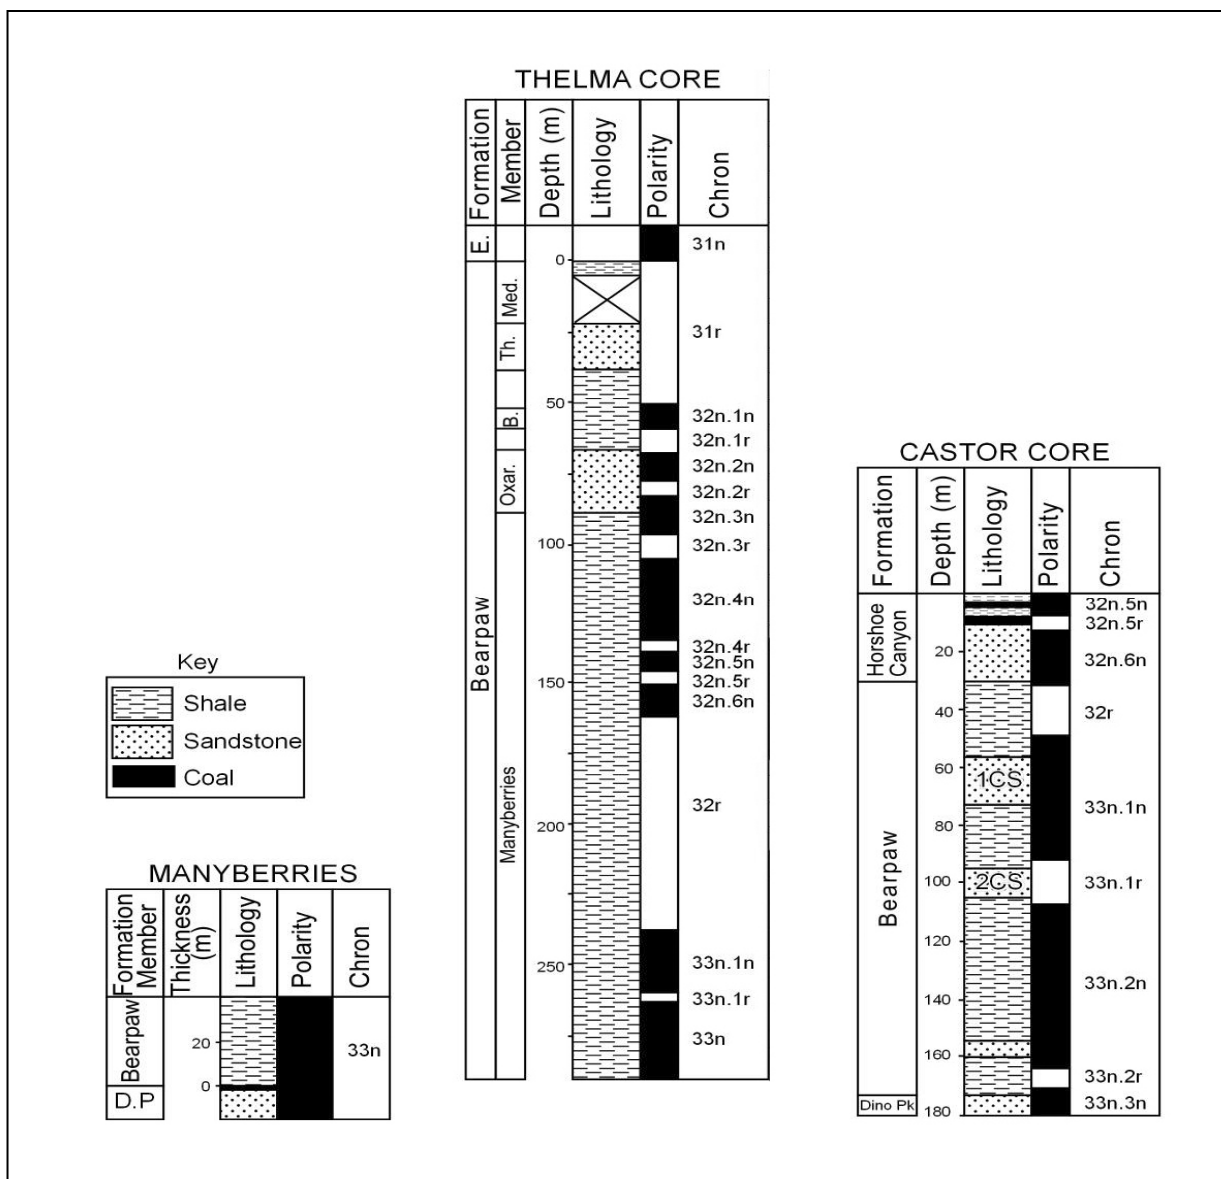 THELMA CORE
Formation
Member
Depth (m)
Lithology
Polarity
Chron
E.
Bearpaw
Med.
Th.
B.
Oxar.
Manyberries
0
50
100
150
200
250
31n
31r
32n.1n
32n.1r
32n.2n
32n.2r
32n.3n
32n.3r
32n.4n
32n.4r
32n.5n
32n.5r
32n.6n
32r
33n.1n
33n.1r
33n
CASTOR CORE
Formation
Depth (m)
Lithology
Polarity
Chron
Horshoe
Canyon
Bearpaw
Dino Pk
20
40
60
80
100
120
140
160
180
1CS
2CS
32n.5n
32n.5r
32n.6n
32r
33n.1n
33n.1r
33n.2n
33n.2r
33n.3n
Key
Shale
Sandstone
Coal
MANYBERRIES
Formation
Member
Thickness
(m)
Lithology
Polarity
Chron
Bearpaw
D.P
20
0
33n